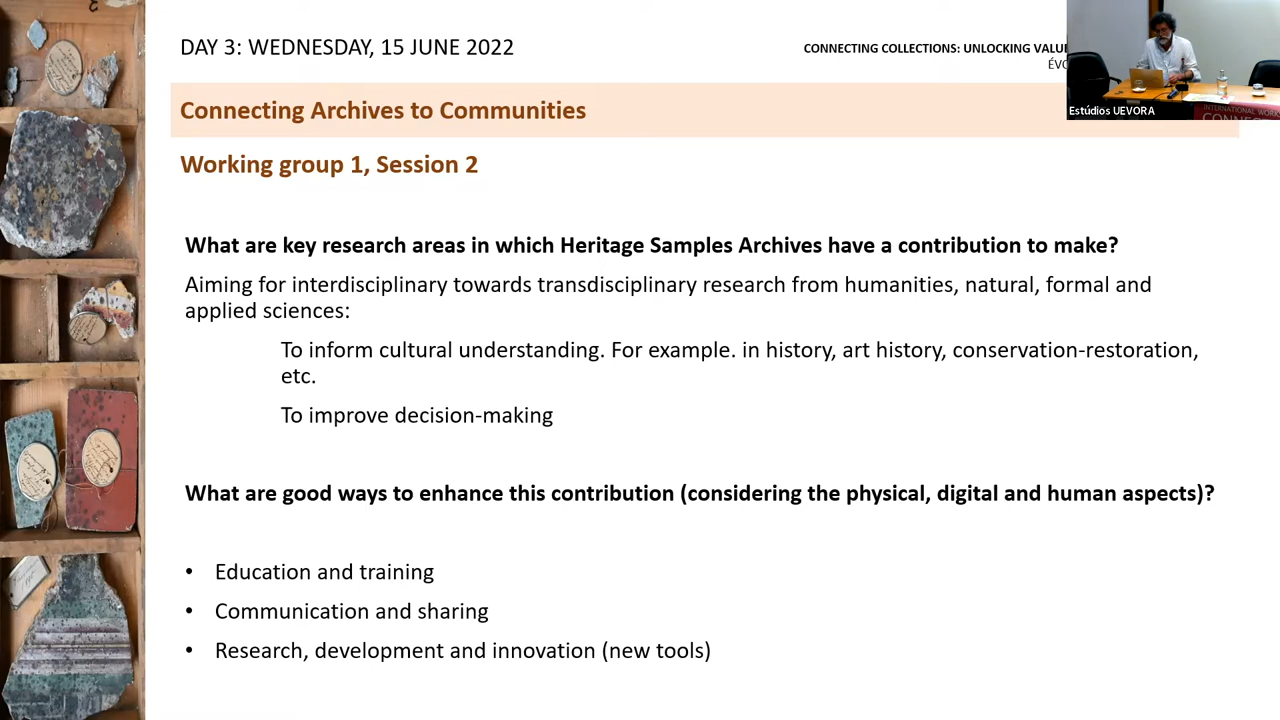 DAY 3: WEDNESDAY, 15 JUNE 2022
CONNECTING COLLECTIONS: UNLOCKING
Estúdios UEVORA
INTERNATIONAL
Connecting Archives to Communities
Working group 1, Session 2
What are key research areas in which Heritage Samples Archives have a contribution to make?
Aiming for interdisciplinary towards transdisciplinary research from humanities, natural, formal and
applied sciences:
To inform cultural understanding. For example. in history, art history, conservation-restoration,
etc.
To improve decision-making
What are good ways to enhance this contribution (considering the physical, digital and human aspects)?
• Education and training
• Communication and sharing
• Research, development and innovation (new tools)